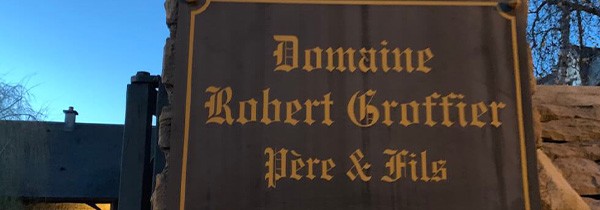 Domaine
Robert Groffier
Père & Fils